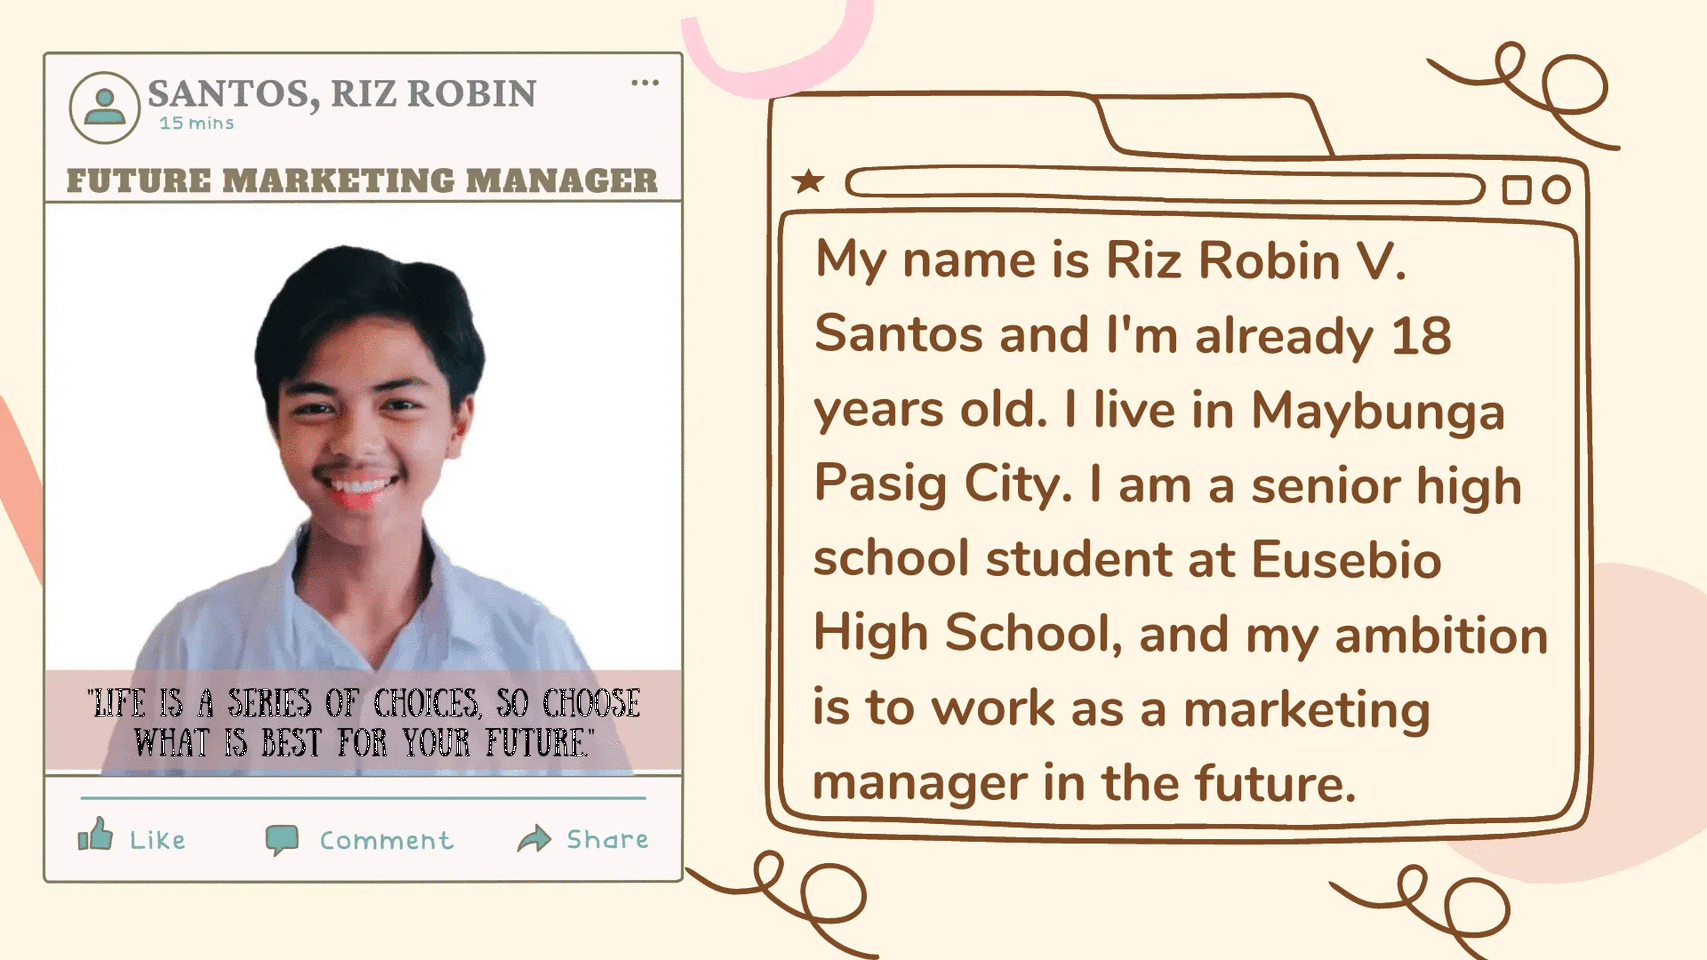 SANTOS, RIZ ROBIN
15 mins
FUTURE MARKETING MANAGER
"LIFE IS A SERIES OF CHOICES, SO CHOOSE
WHAT IS BEST FOR YOUR FUTURE."
Like Comment Share
My name is Riz Robin V.
Santos and I'm already 18
years old. I live in Maybunga
Pasig City. I am a senior high
school student at Eusebio
High School, and my ambition
is to work as a marketing
manager in the future.